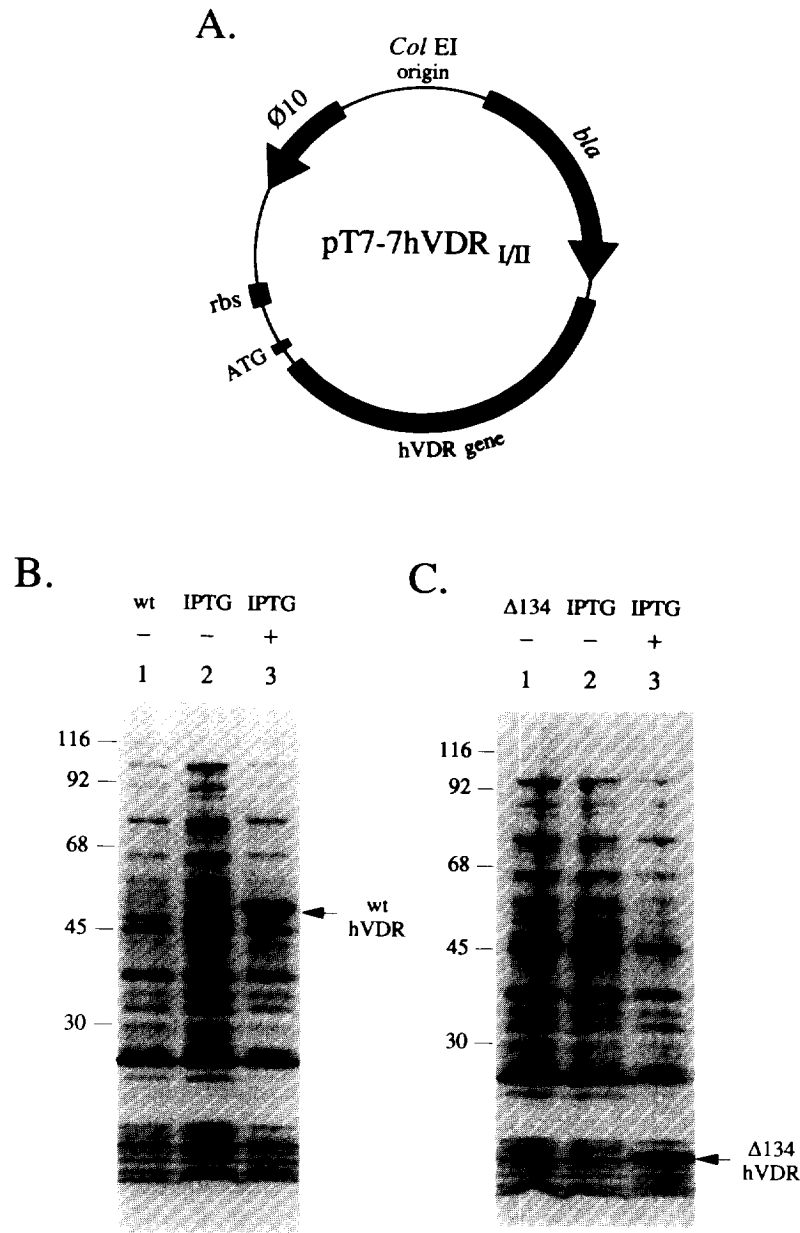 A.
Col EI
origin
Ø10
bla
pT7-7hVDR I/II
rbs
ATG
hVDR gene
B.
wt IPTG IPTG
− − +
1 2 3
116
92
68
45
30
wt
hVDR
C.
Δ134 IPTG IPTG
− − +
1 2 3
116
92
68
45
30
Δ134
hVDR